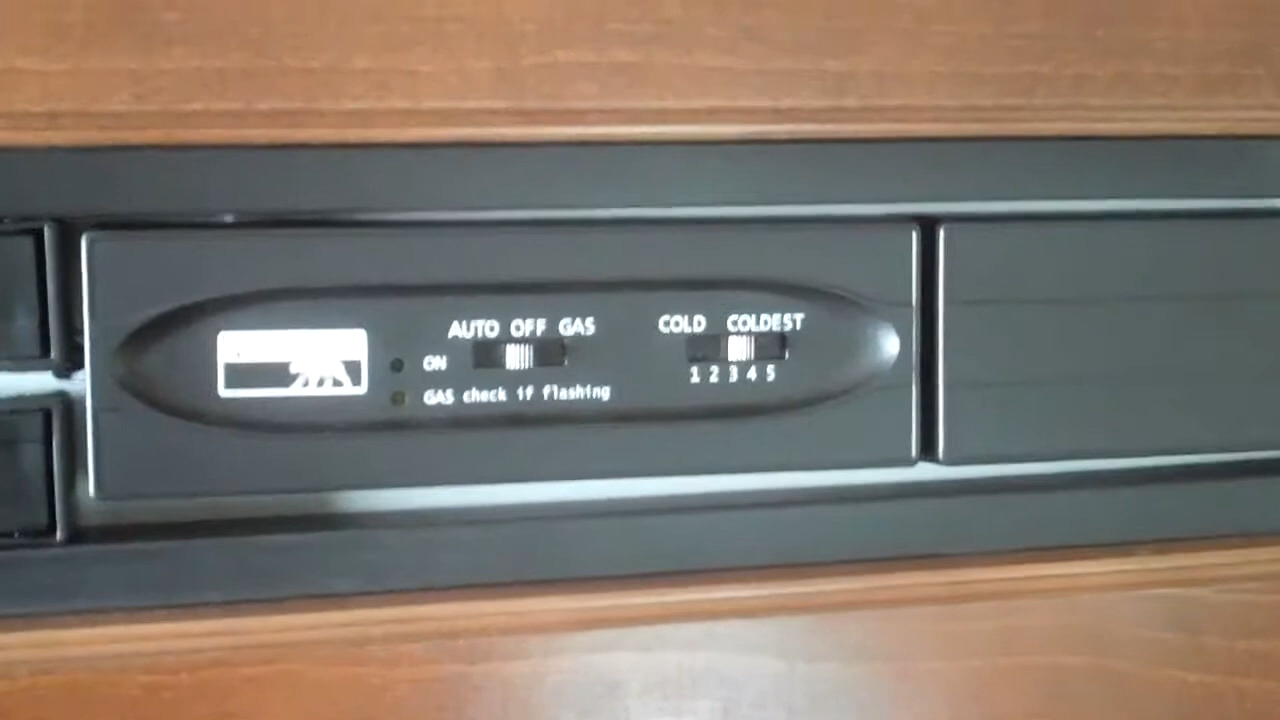 AUTO OFF GAS
COLD COLDEST
ON
1 2 3 4 5
GAS check if flashing